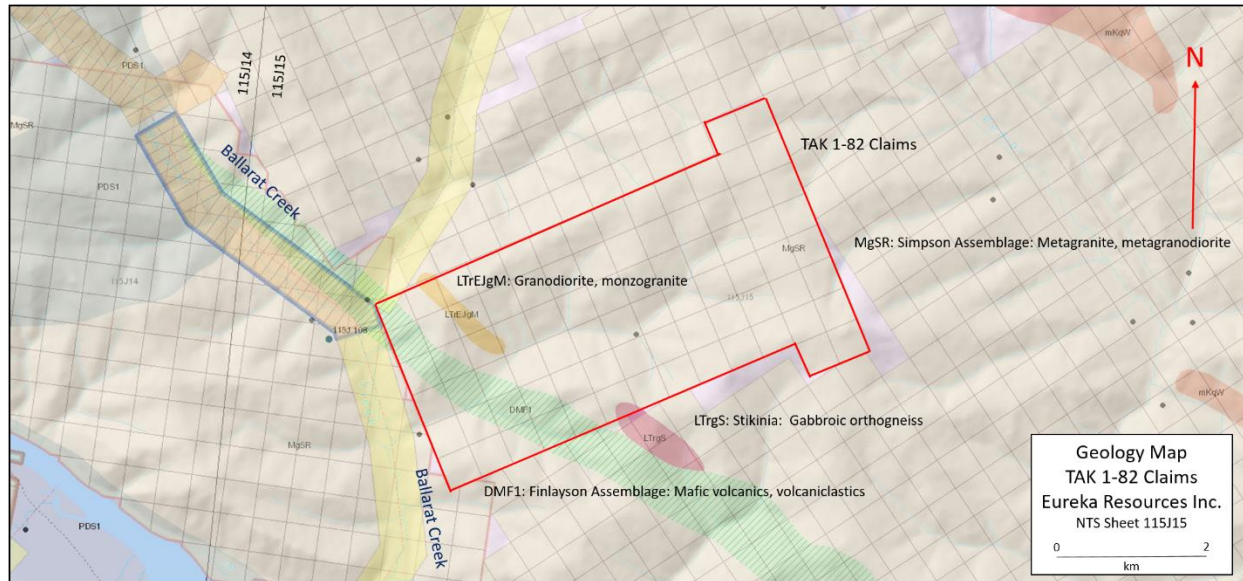 PDS1
115J14
115J15
mKqW
N
MgSR
PDS1
Ballarat Creek
TAK 1-82 Claims
MgSR
MgSR: Simpson Assemblage: Metagranite, metagranodiorite
115J14
LTrEJgM: Granodiorite, monzogranite
115J15
LTrEJgM
mKqW
DMF1
LTrgS: Stikinia:  Gabbroic orthogneiss
LTrgS
MgSR
Ballarat Creek
DMF1: Finlayson Assemblage: Mafic volcanics, volcaniclastics
PDS1
Geology Map
TAK 1-82 Claims
Eureka Resources Inc.
NTS Sheet 115J15
0 2
km